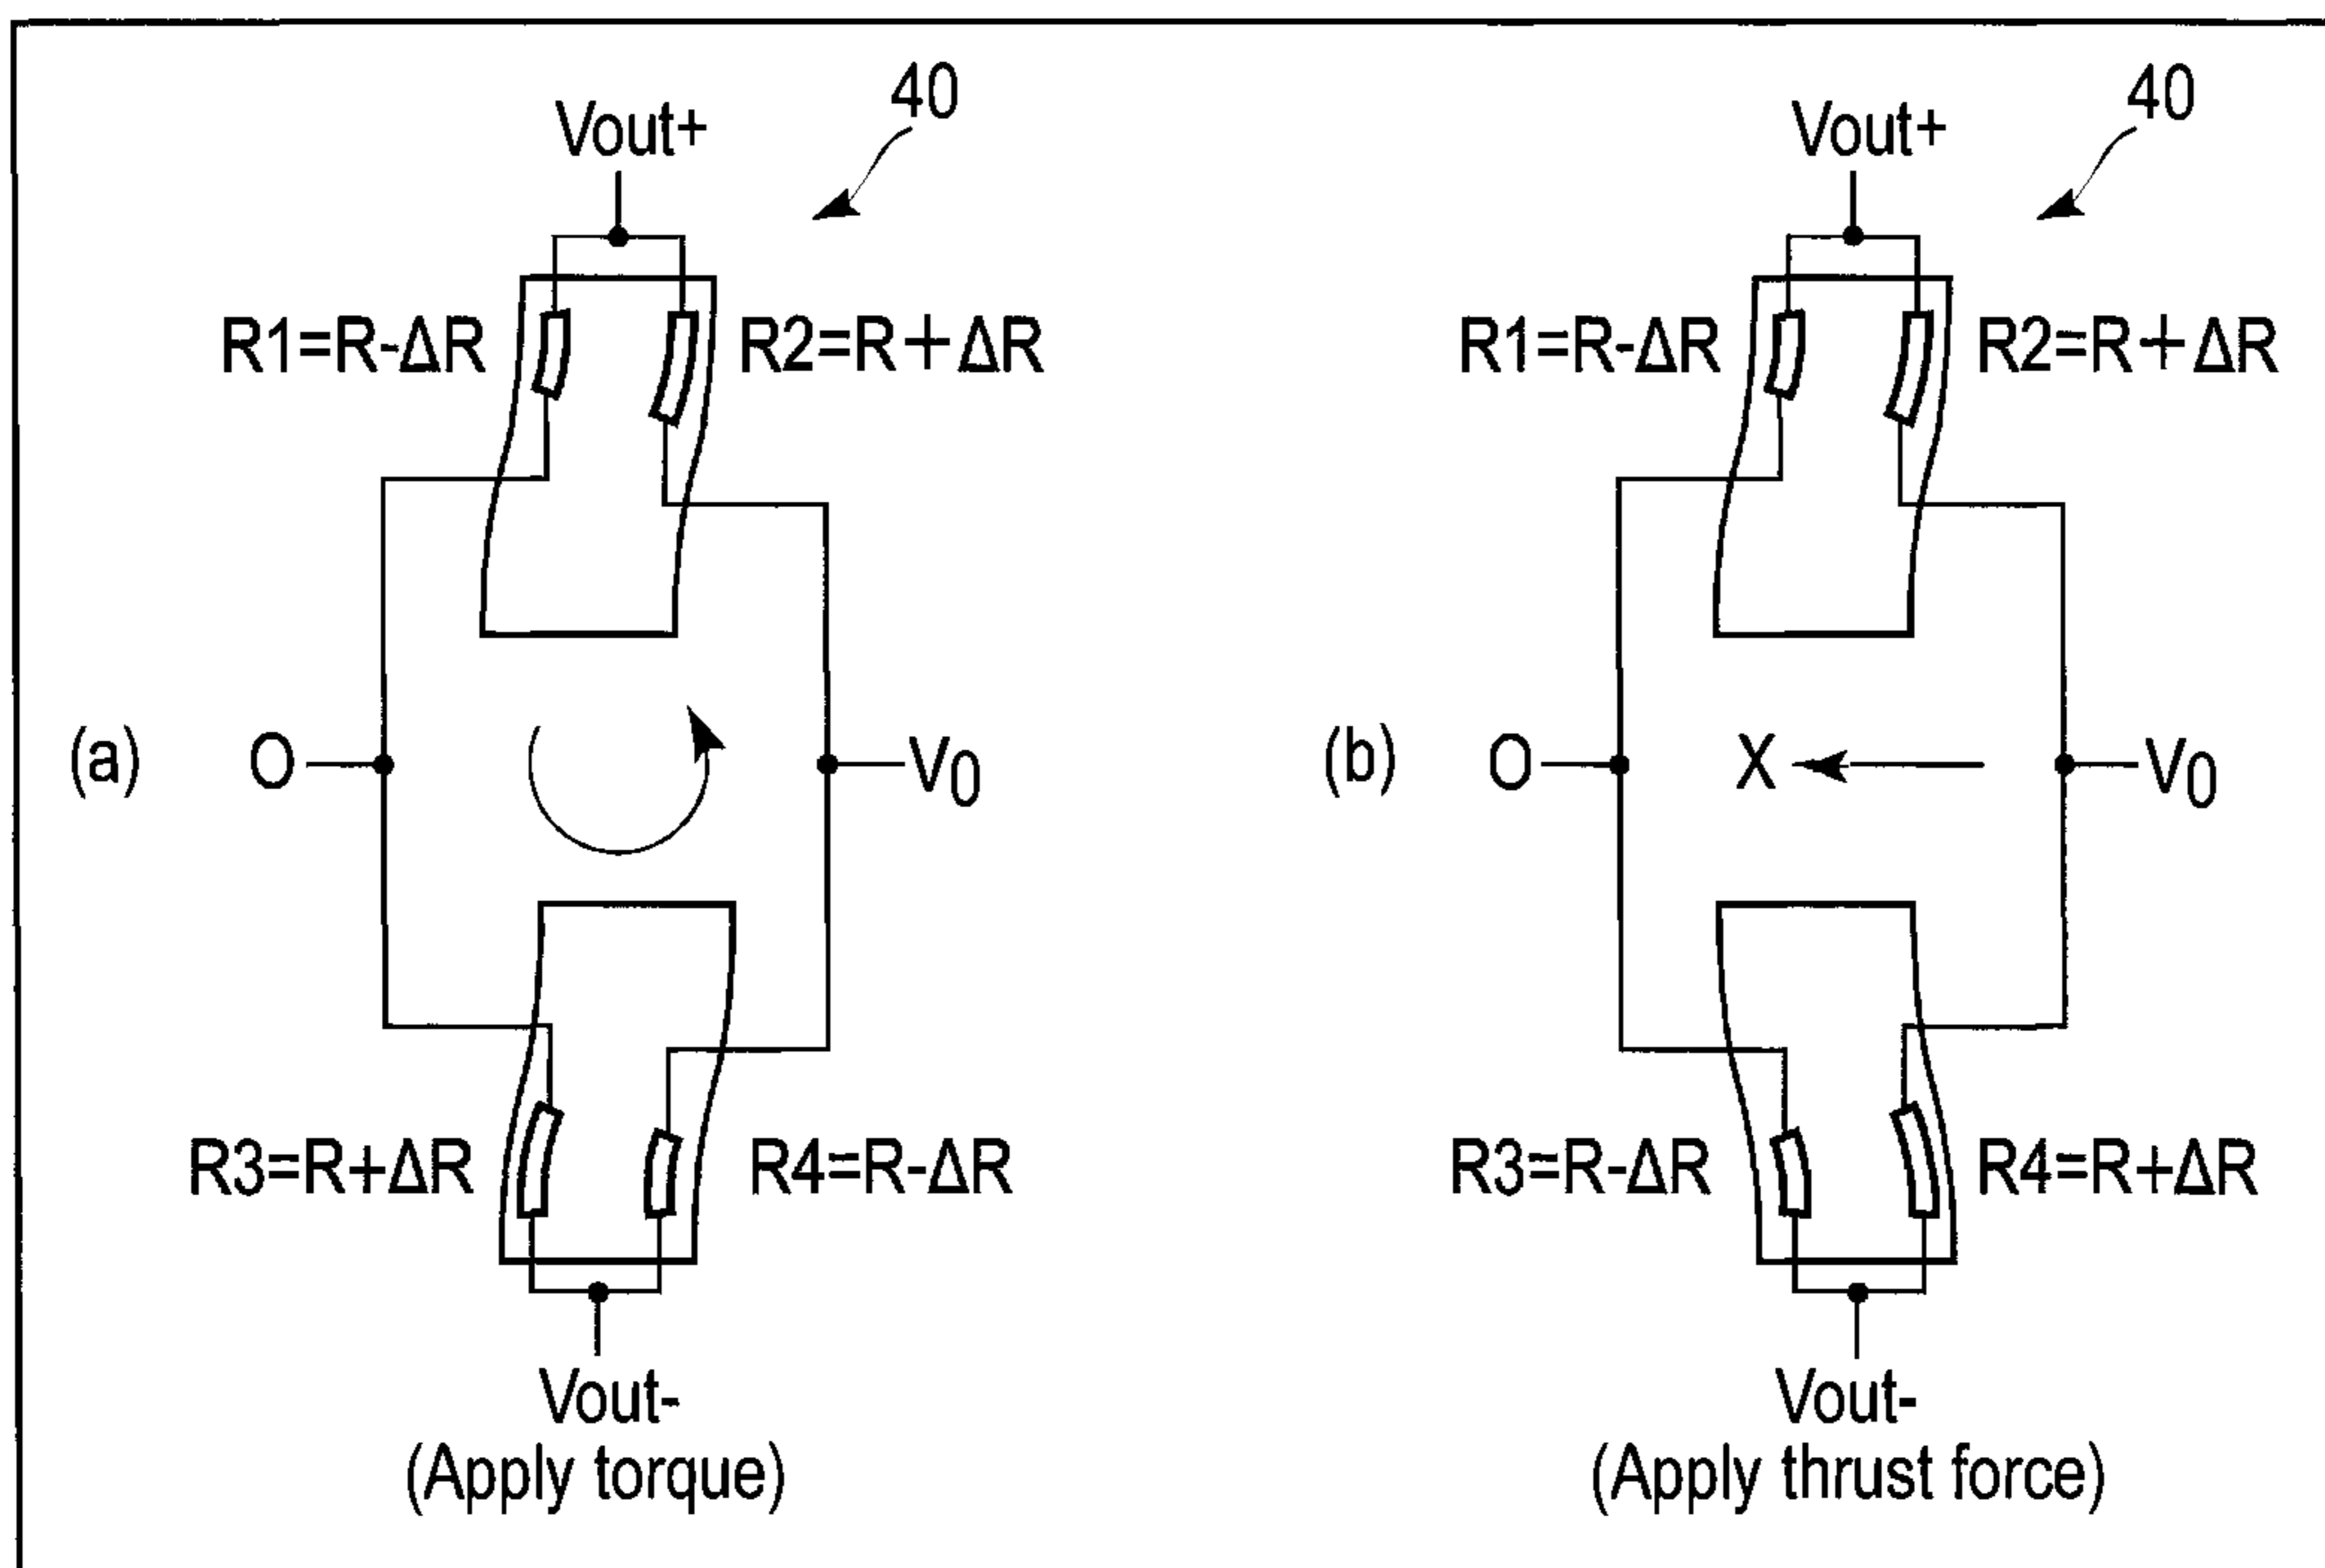 40
Vout+
R1=R-ΔR
R2=R+ΔR
(a)
O
V0
R3=R+ΔR
R4=R-ΔR
Vout-
(Apply torque)
40
Vout+
R1=R-ΔR
R2=R+ΔR
(b)
O
X
V0
R3=R-ΔR
R4=R+ΔR
Vout-
(Apply thrust force)